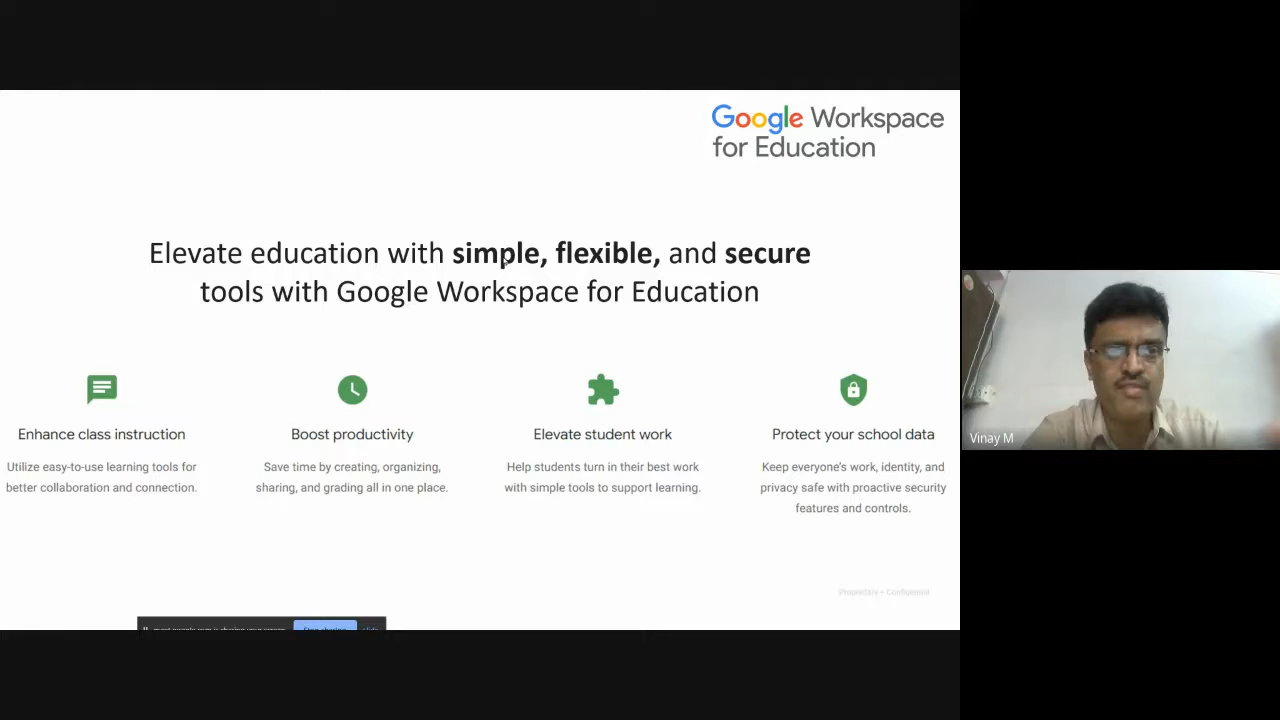 Google Workspace
for Education
Elevate education with simple, flexible, and secure
tools with Google Workspace for Education
Enhance class instruction
Utilize easy-to-use learning tools for
better collaboration and connection.
Boost productivity
Save time by creating, organizing,
sharing, and grading all in one place.
Elevate student work
Help students turn in their best work
with simple tools to support learning.
Protect your school data
Keep everyone's work, identity, and
privacy safe with proactive security
features and controls.
Proprietary + Confidential
Vinay M